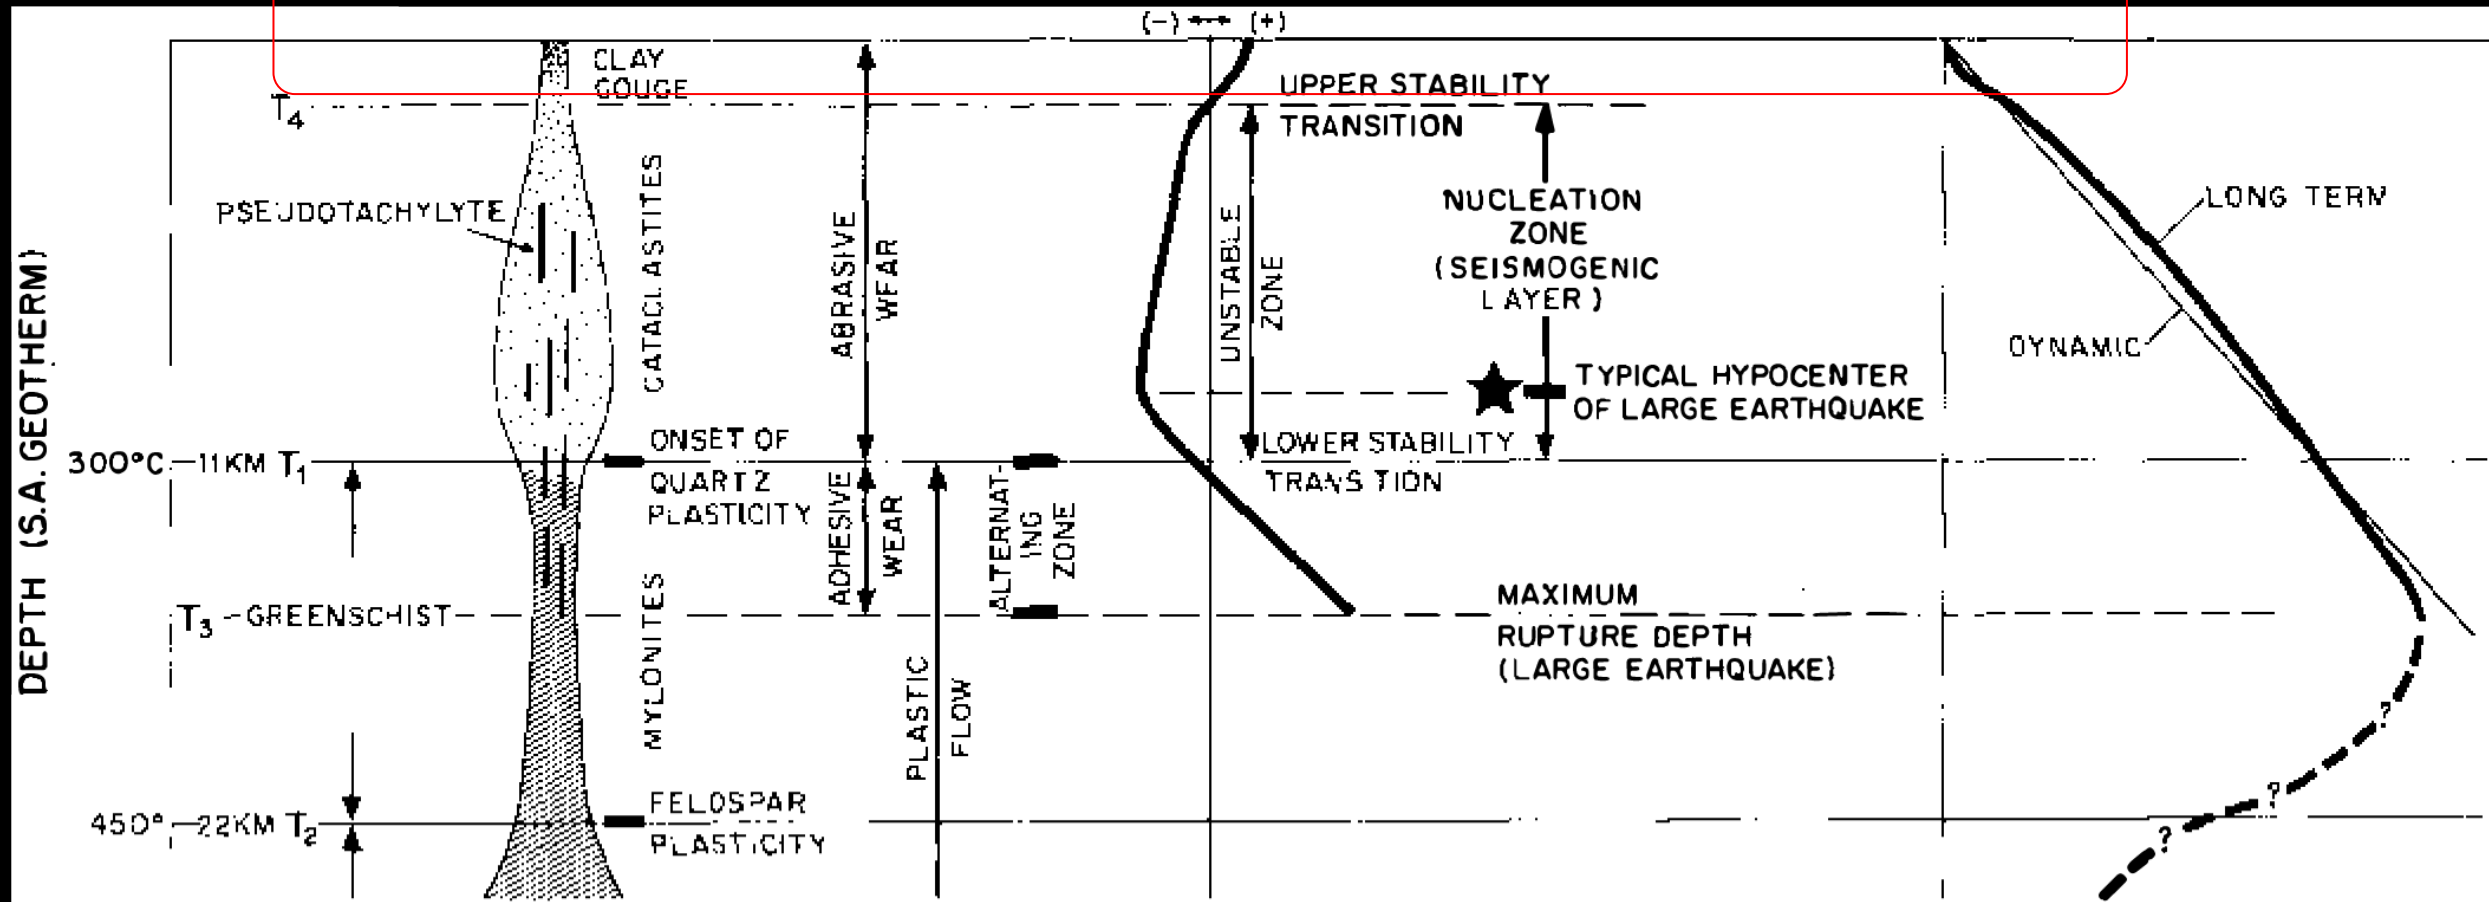 (-) ↔ (+)
CLAY
GOUGE
T4
UPPER STABILITY
TRANSITION
PSEUDOTACHYLYTE
CATACLASTITES
ABRASIVE
WEAR
UNSTABLE
ZONE
NUCLEATION
ZONE
(SEISMOGENIC
LAYER)
LONG TERM
DYNAMIC
TYPICAL HYPOCENTER
OF LARGE EARTHQUAKE
DEPTH (S.A. GEOTHERM)
300°C
11KM T1
ONSET OF
QUARTZ
PLASTICITY
LOWER STABILITY
TRANSITION
ADHESIVE
WEAR
ALTERNAT-
ING
ZONE
T3
GREENSCHIST
MYLONITES
PLASTIC
FLOW
MAXIMUM
RUPTURE DEPTH
(LARGE EARTHQUAKE)
450°
22KM T2
FELDSPAR
PLASTICITY
?
?
?